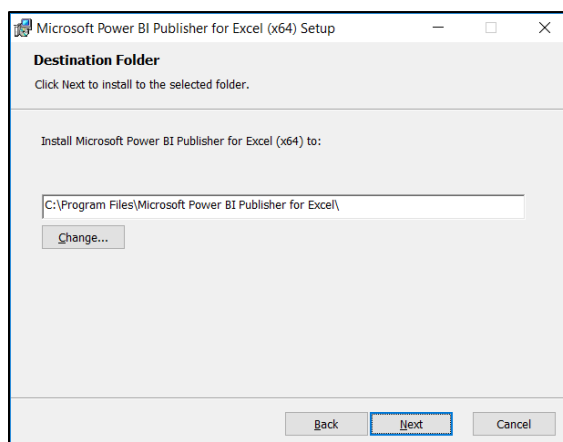 Microsoft Power BI Publisher for Excel (x64) Setup
Destination Folder
Click Next to install to the selected folder.
Install Microsoft Power BI Publisher for Excel (x64) to:
C:\Program Files\Microsoft Power BI Publisher for Excel\
Change...
Back Next Cancel